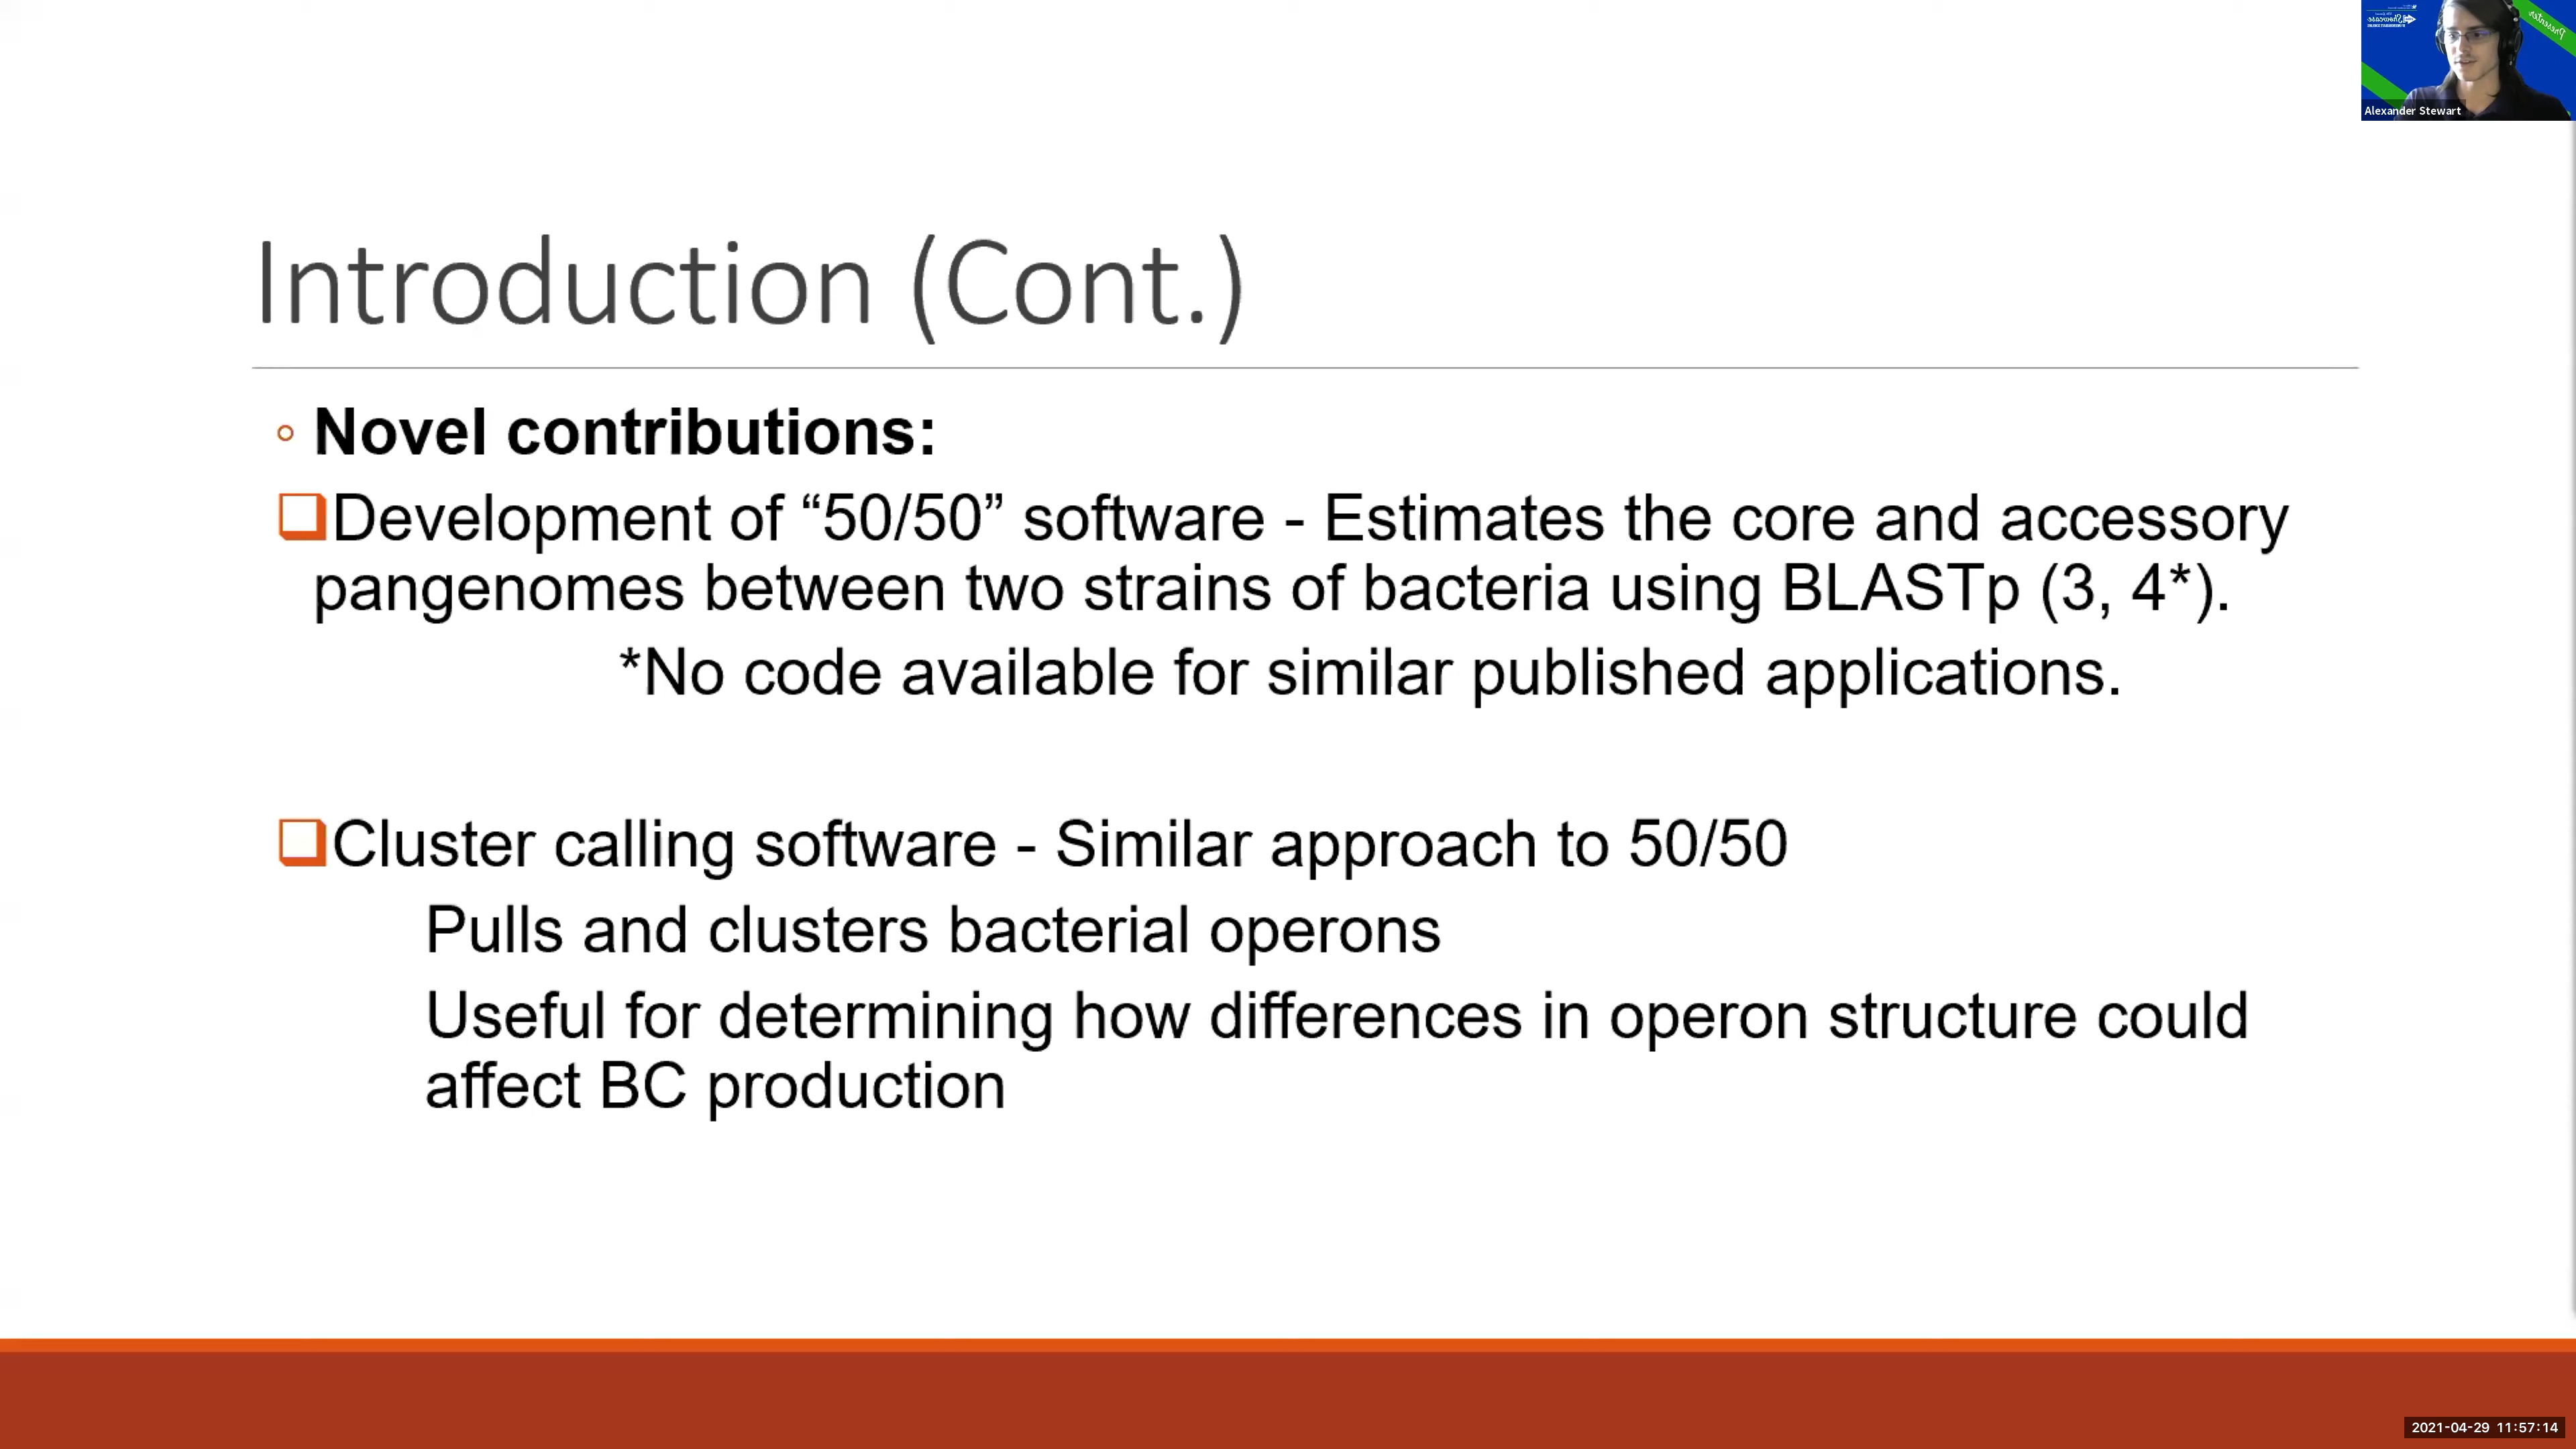 Alexander Stewart
Introduction (Cont.)
Novel contributions:
Development of “50/50” software - Estimates the core and accessory
pangenomes between two strains of bacteria using BLASTp (3, 4*).
*No code available for similar published applications.
Cluster calling software - Similar approach to 50/50
Pulls and clusters bacterial operons
Useful for determining how differences in operon structure could
affect BC production
2021-04-29 11:57:14